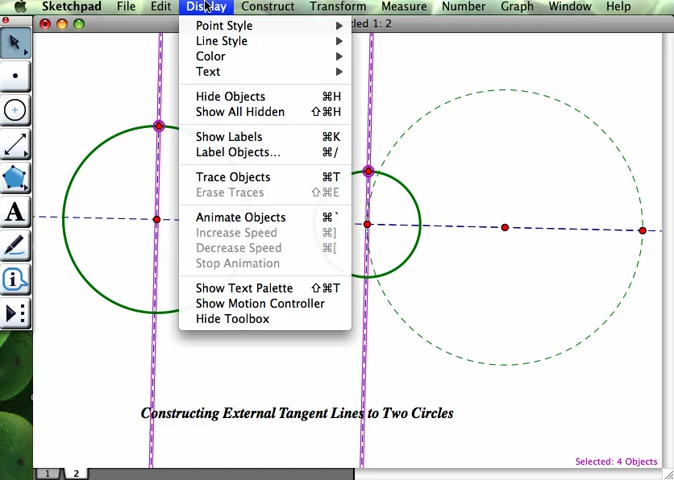 Sketchpad File Edit Display Construct Transform Measure Number Graph Window Help
tled 1: 2
Point Style
Line Style
Color
Text
Hide Objects ⌘H
Show All Hidden ⇧⌘H
Show Labels ⌘K
Label Objects... ⌘/
Trace Objects ⌘T
Erase Traces ⇧⌘E
Animate Objects ⌘`
Increase Speed ⌘]
Decrease Speed ⌘[
Stop Animation
Show Text Palette ⇧⌘T
Show Motion Controller
Hide Toolbox
A
i
Constructing External Tangent Lines to Two Circles
Selected: 4 Objects
1 2